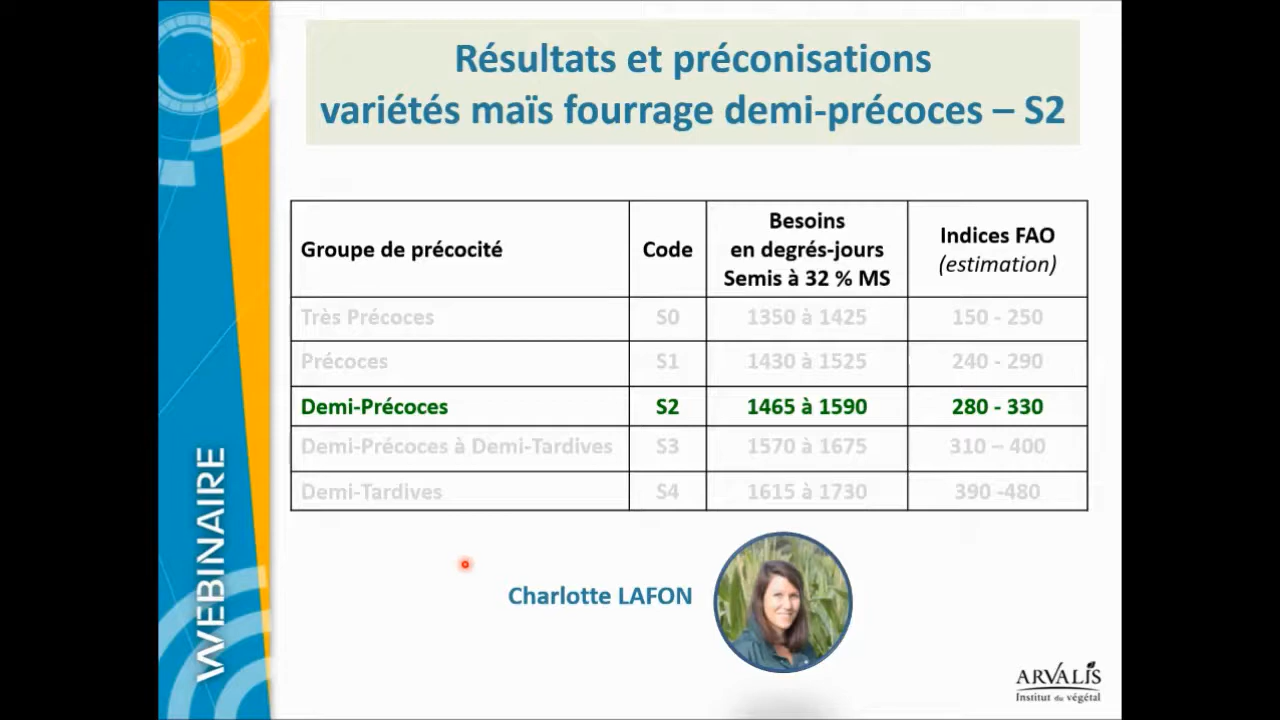 Résultats et préconisations
variétés maïs fourrage demi-précoces – S2
Groupe de précocité
Code
Besoins
en degrés-jours
Semis à 32 % MS
Indices FAO
(estimation)
Très Précoces S0 1350 à 1425 150 - 250
Précoces S1 1430 à 1525 240 - 290
Demi-Précoces S2 1465 à 1590 280 - 330
Demi-Précoces à Demi-Tardives S3 1570 à 1675 310 – 400
Demi-Tardives S4 1615 à 1730 390 -480
WEBINAIRE
Charlotte LAFON
ARVALIS
Institut du végétal